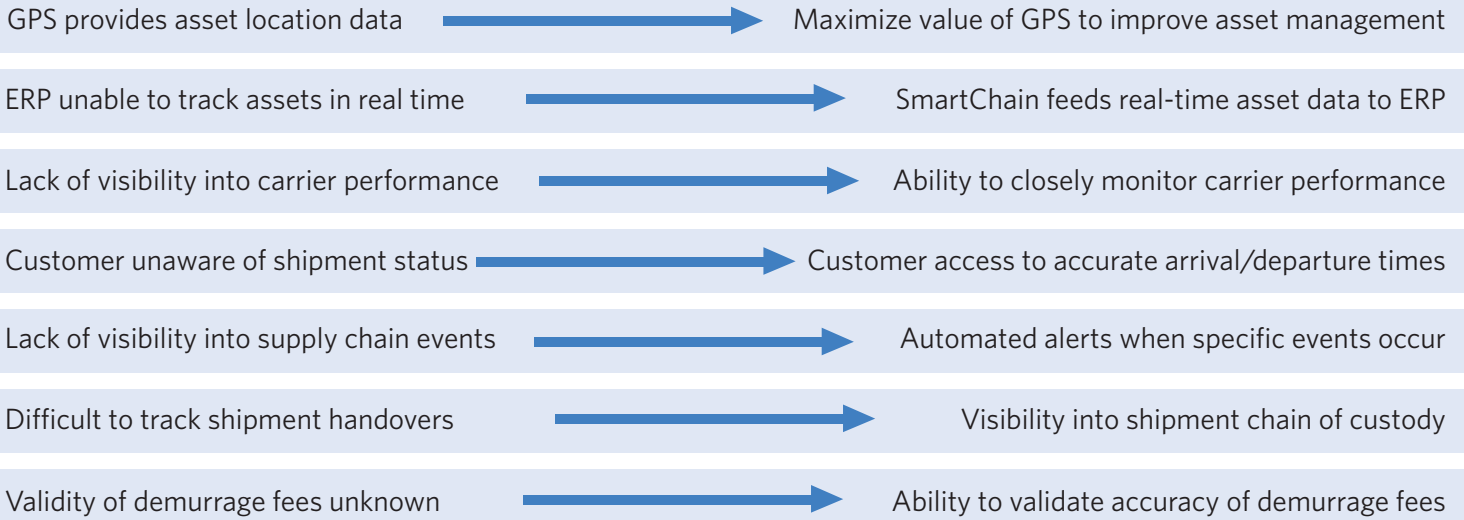 GPS provides asset location data Maximize value of GPS to improve asset management
ERP unable to track assets in real time SmartChain feeds real-time asset data to ERP
Lack of visibility into carrier performance Ability to closely monitor carrier performance
Customer unaware of shipment status Customer access to accurate arrival/departure times
Lack of visibility into supply chain events Automated alerts when specific events occur
Difficult to track shipment handovers Visibility into shipment chain of custody
Validity of demurrage fees unknown Ability to validate accuracy of demurrage fees